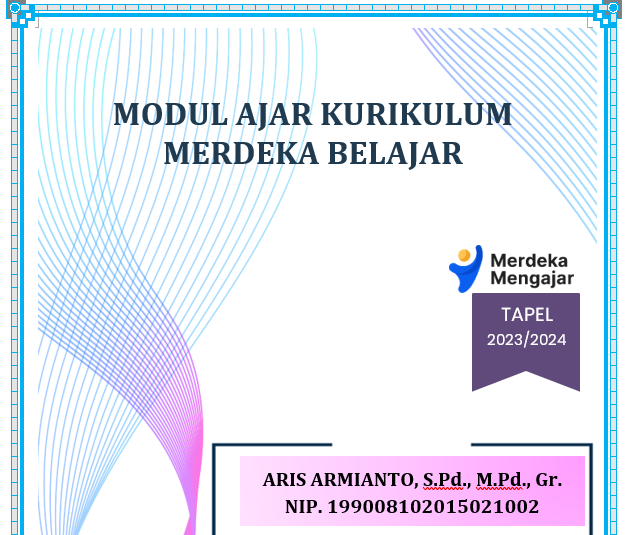 MODUL AJAR KURIKULUM
MERDEKA BELAJAR
Merdeka
Mengajar
TAPEL
2023/2024
ARIS ARMIANTO, S.Pd., M.Pd., Gr.
NIP. 199008102015021002